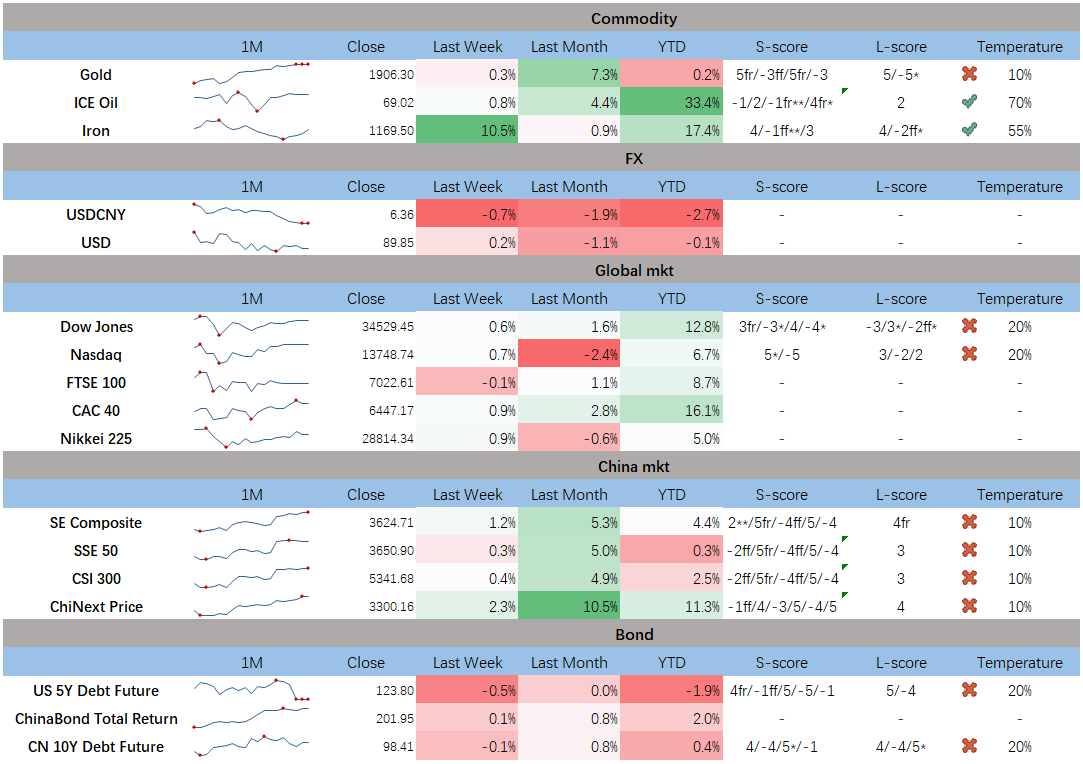 Commodity
1M Close Last Week Last Month YTD S-score L-score Temperature
Gold 1906.30 0.3% 7.3% 0.2% 5fr/-3ff/5fr/-3 5/-5* 10%
ICE Oil 69.02 0.8% 4.4% 33.4% -1/2/-1fr**/4fr* 2 70%
Iron 1169.50 10.5% 0.9% 17.4% 4/-1ff**/3 4/-2ff* 55%
FX
1M Close Last Week Last Month YTD S-score L-score Temperature
USDCNY 6.36 -0.7% -1.9% -2.7% - - -
USD 89.85 0.2% -1.1% -0.1% - - -
Global mkt
1M Close Last Week Last Month YTD S-score L-score Temperature
Dow Jones 34529.45 0.6% 1.6% 12.8% 3fr/-3*/4/-4* -3/3*/-2ff* 20%
Nasdaq 13748.74 0.7% -2.4% 6.7% 5*/-5 3/-2/2 20%
FTSE 100 7022.61 -0.1% 1.1% 8.7% - - -
CAC 40 6447.17 0.9% 2.8% 16.1% - - -
Nikkei 225 28814.34 0.9% -0.6% 5.0% - - -
China mkt
1M Close Last Week Last Month YTD S-score L-score Temperature
SE Composite 3624.71 1.2% 5.3% 4.4% 2**/5fr/-4ff/5/-4 4fr 10%
SSE 50 3650.90 0.3% 5.0% 0.3% -2ff/5fr/-4ff/5/-4 3 10%
CSI 300 5341.68 0.4% 4.9% 2.5% -2ff/5fr/-4ff/5/-4 3 10%
ChiNext Price 3300.16 2.3% 10.5% 11.3% -1ff/4/-3/5/-4/5 4 10%
Bond
1M Close Last Week Last Month YTD S-score L-score Temperature
US 5Y Debt Future 123.80 -0.5% 0.0% -1.9% 4fr/-1ff/5/-5/-1 5/-4 20%
ChinaBond Total Return 201.95 0.1% 0.8% 2.0% - - -
CN 10Y Debt Future 98.41 -0.1% 0.8% 0.4% 4/-4/5*/-1 4/-4/5* 20%